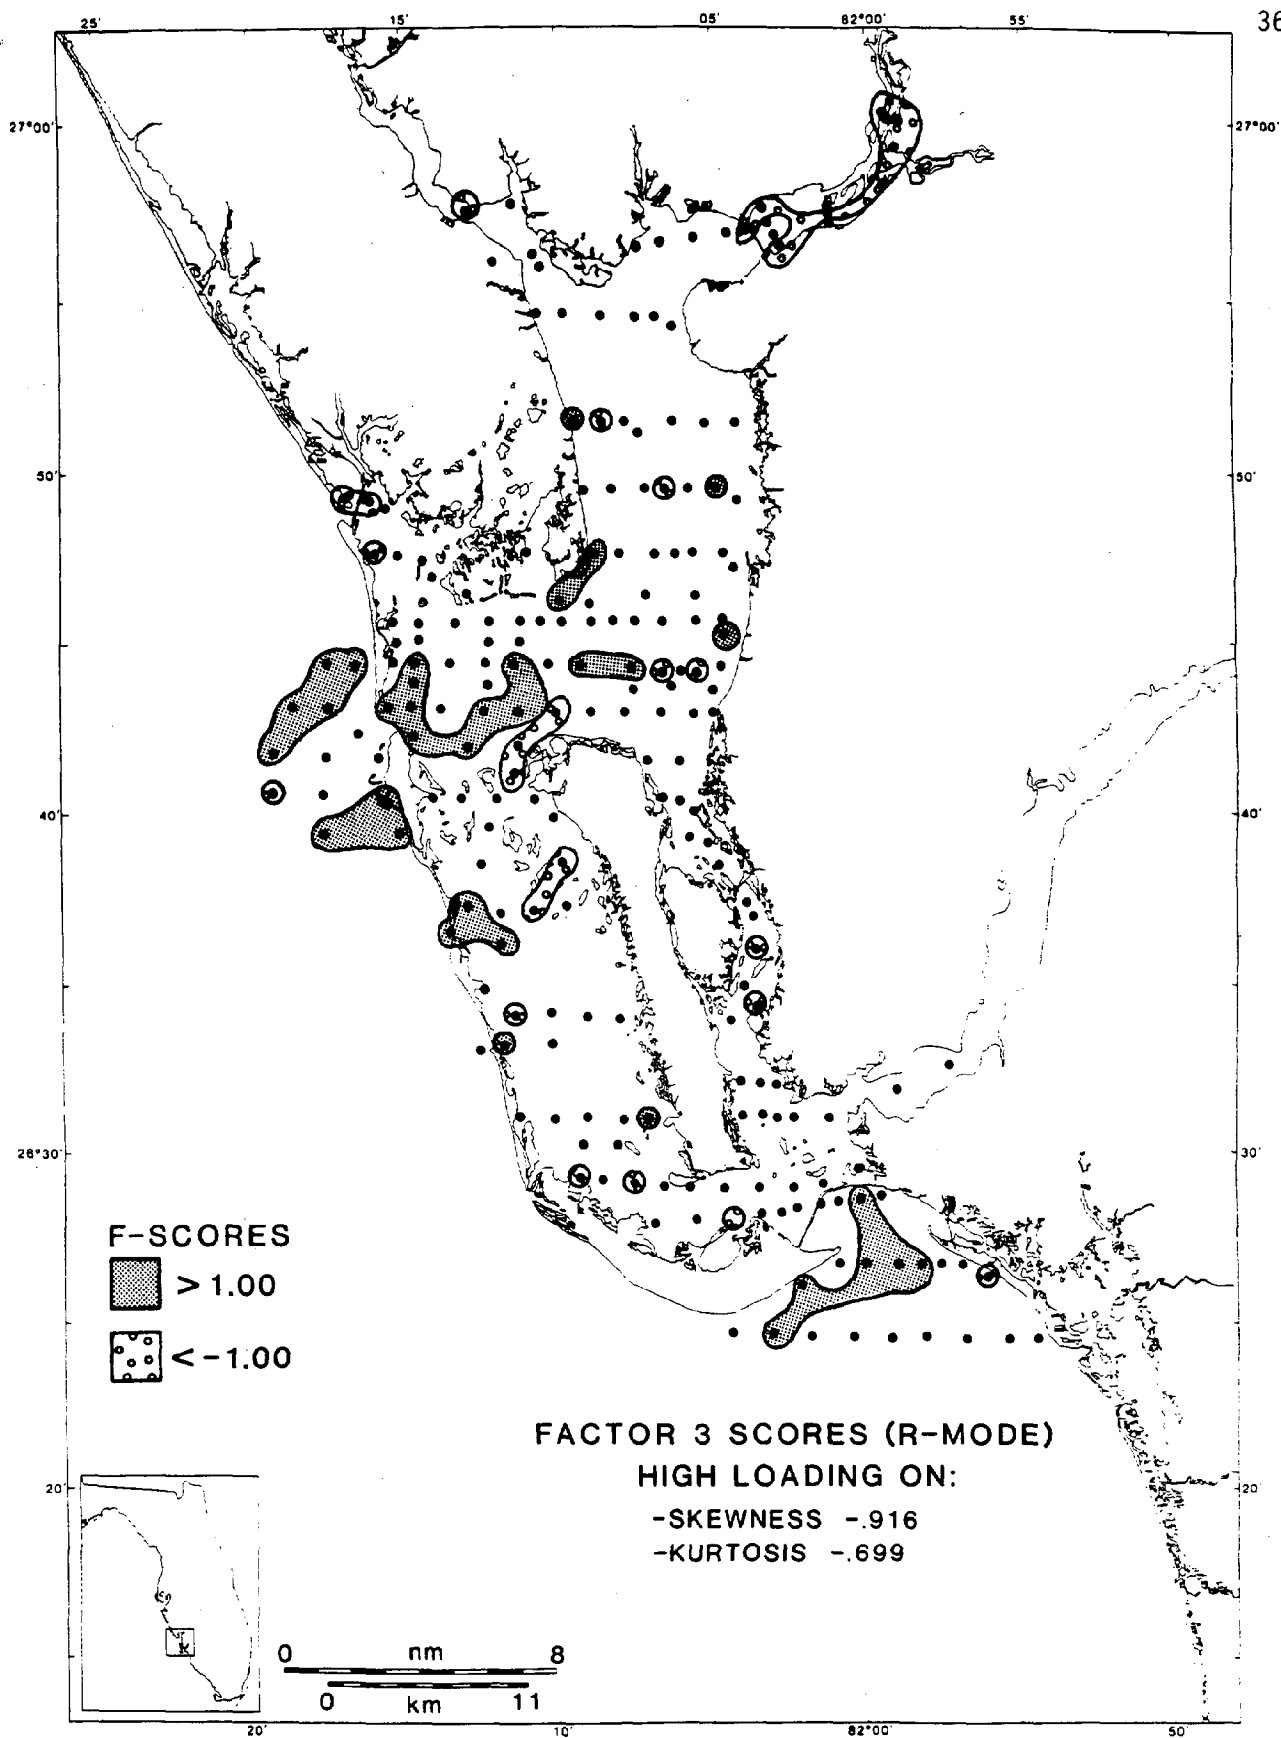 36
25' 15' 05' 82°00' 55'
27°00' 27°00'
50' 50'
40' 40'
26°30' 30'
F-SCORES
> 1.00
< -1.00
FACTOR 3 SCORES (R-MODE)
HIGH LOADING ON:
-SKEWNESS -.916
-KURTOSIS -.699
20' 20'
0 nm 8
0 km 11
20' 10' 82°00' 50'